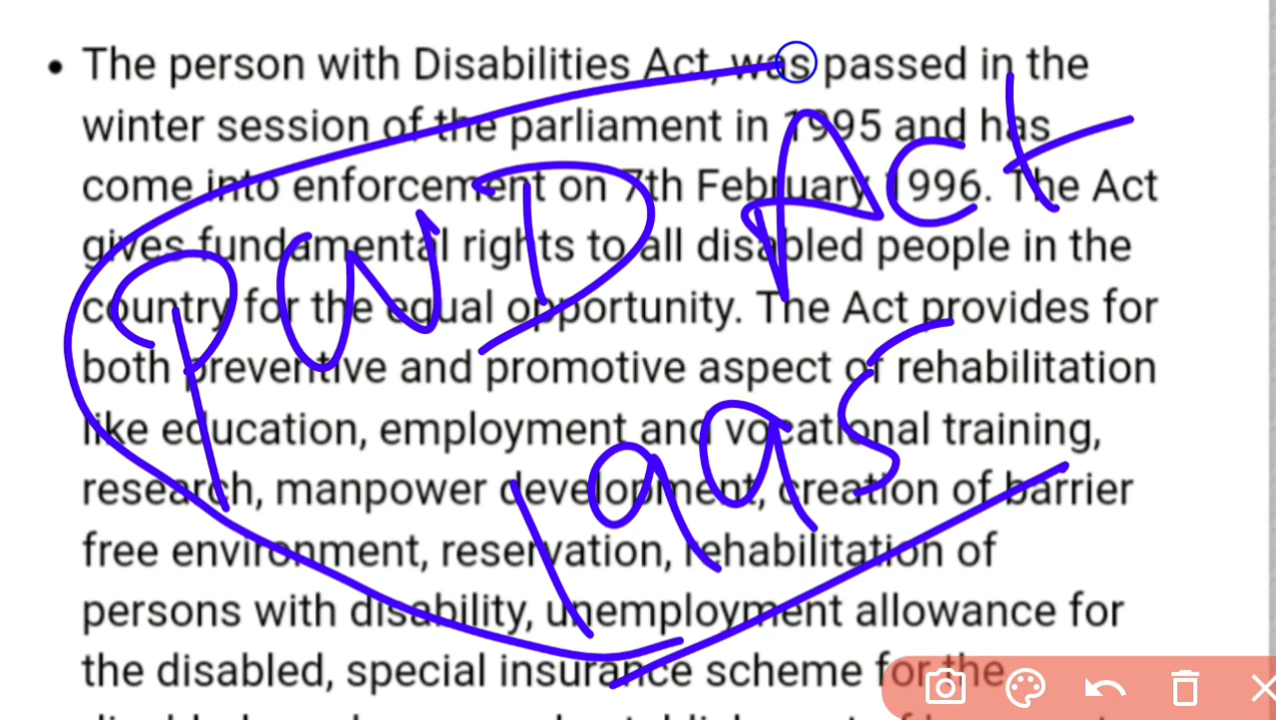 • The person with Disabilities Act, was passed in the
winter session of the parliament in 1995 and has
come into enforcement on 7th February 1996. The Act
gives fundamental rights to all disabled people in the
country for the equal opportunity. The Act provides for
both preventive and promotive aspect of rehabilitation
like education, employment and vocational training,
research, manpower development, creation of barrier
free environment, reservation, rehabilitation of
persons with disability, unemployment allowance for
the disabled, special insurance scheme for the
PWD Act
1995